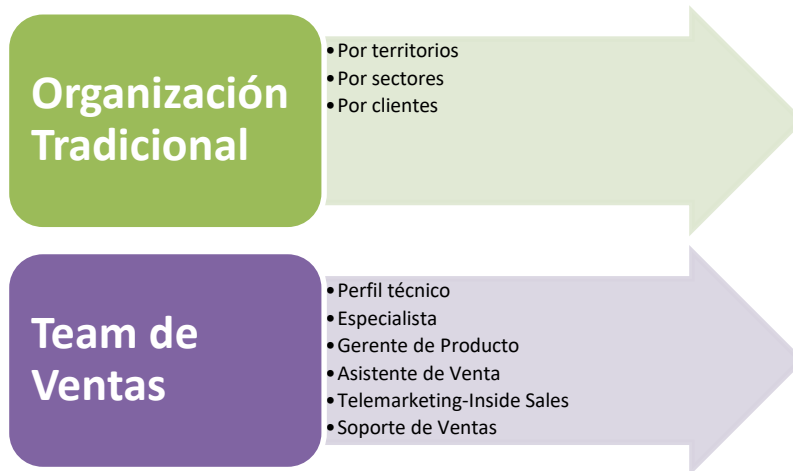 Organización
Tradicional
•Por territorios
•Por sectores
•Por clientes
Team de
Ventas
•Perfil técnico
•Especialista
•Gerente de Producto
•Asistente de Venta
•Telemarketing-Inside Sales
•Soporte de Ventas